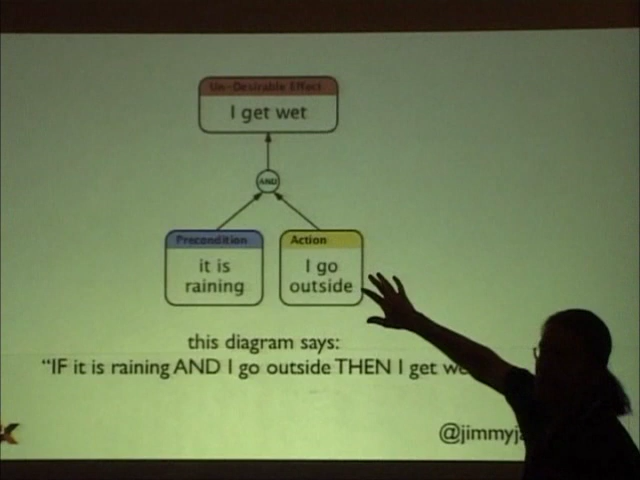 Un-Desirable Effect
I get wet
AND
Precondition
it is
raining
Action
I go
outside
this diagram says:
"IF it is raining AND I go outside THEN I get
@jimmyj